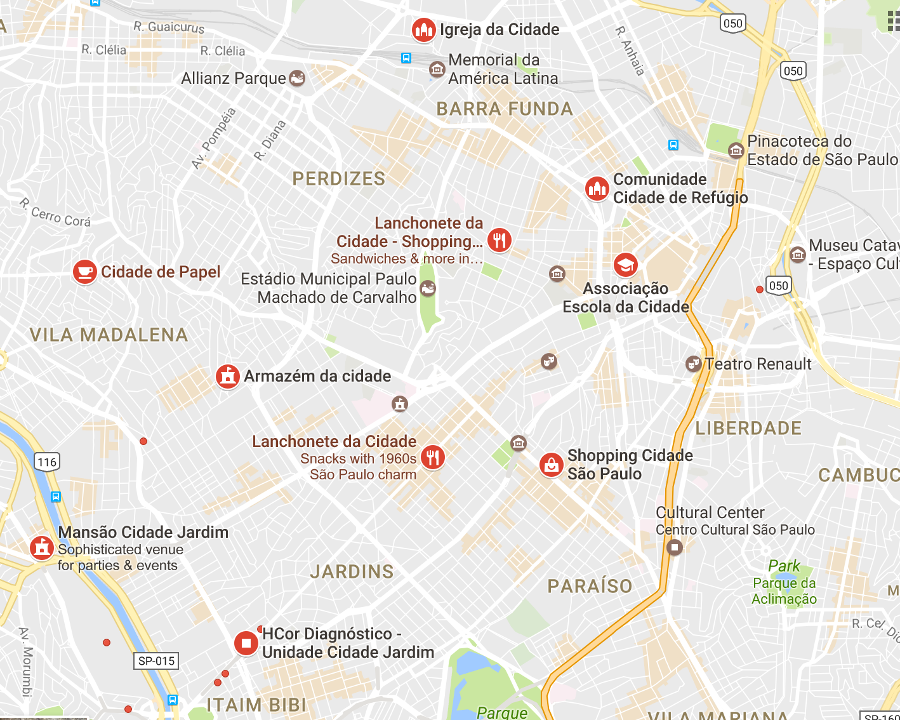 R. Guaicurus
050
Igreja da Cidade
R. Clélia
R. Clélia
R. Anhaia
Memorial da
América Latina
Allianz Parque
050
BARRA FUNDA
Av. Pompéia
R. Diana
Pinacoteca do
Estado de São Paulo
PERDIZES
Comunidade
Cidade de Refúgio
R. Cerro Corá
Lanchonete da
Cidade - Shopping...
Sandwiches & more in...
Museu Catav
- Espaço Cul
Cidade de Papel
Estádio Municipal Paulo
Machado de Carvalho
Associação
Escola da Cidade
050
VILA MADALENA
Teatro Renault
Armazém da cidade
LIBERDADE
Lanchonete da Cidade
Snacks with 1960s
São Paulo charm
Shopping Cidade
São Paulo
116
CAMBUC
Cultural Center
Centro Cultural São Paulo
Mansão Cidade Jardim
Sophisticated venue
for parties & events
JARDINS
PARAÍSO
Park
Parque da
Aclimação
M
R. Cel. Dio
HCor Diagnóstico -
Unidade Cidade Jardim
Av. Morumbi
SP-015
ITAIM BIBI
Parque
VILA MARIANA
SP-160